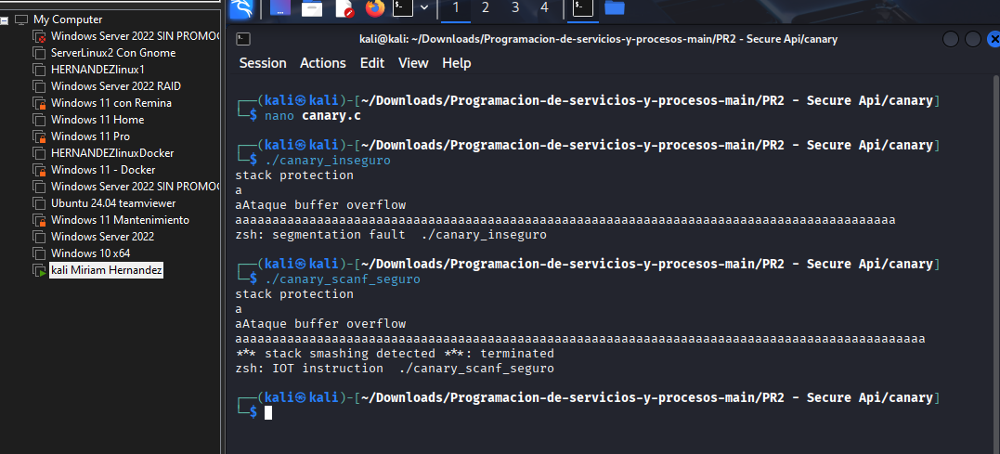 My Computer
Windows Server 2022 SIN PROMO
ServerLinux2 Con Gnome
HERNANDEZlinux1
Windows Server 2022 RAID
Windows 11 con Remina
Windows 11 Home
Windows 11 Pro
HERNANDEZlinuxDocker
Windows 11 - Docker
Windows Server 2022 SIN PROMO
Ubuntu 24.04 teamviewer
Windows 11 Mantenimiento
Windows Server 2022
Windows 10 x64
kali Miriam Hernandez
1 2 3 4
kali@kali: ~/Downloads/Programacion-de-servicios-y-procesos-main/PR2 - Secure Api/canary
Session Actions Edit View Help
┌──(kali㉿kali)-[~/Downloads/Programacion-de-servicios-y-procesos-main/PR2 - Secure Api/canary]
└─$ nano canary.c
┌──(kali㉿kali)-[~/Downloads/Programacion-de-servicios-y-procesos-main/PR2 - Secure Api/canary]
└─$ ./canary_inseguro
stack protection
a
aAtaque buffer overflow
aaaaaaaaaaaaaaaaaaaaaaaaaaaaaaaaaaaaaaaaaaaaaaaaaaaaaaaaaaaaaaaaaaaaaaaaaaaaaaaaaaaaaaaaa
zsh: segmentation fault  ./canary_inseguro
┌──(kali㉿kali)-[~/Downloads/Programacion-de-servicios-y-procesos-main/PR2 - Secure Api/canary]
└─$ ./canary_scanf_seguro
stack protection
a
aAtaque buffer overflow
aaaaaaaaaaaaaaaaaaaaaaaaaaaaaaaaaaaaaaaaaaaaaaaaaaaaaaaaaaaaaaaaaaaaaaaaaaaaaaaaaaaaaaaaaaaaa
*** stack smashing detected ***: terminated
zsh: IOT instruction  ./canary_scanf_seguro
┌──(kali㉿kali)-[~/Downloads/Programacion-de-servicios-y-procesos-main/PR2 - Secure Api/canary]
└─$